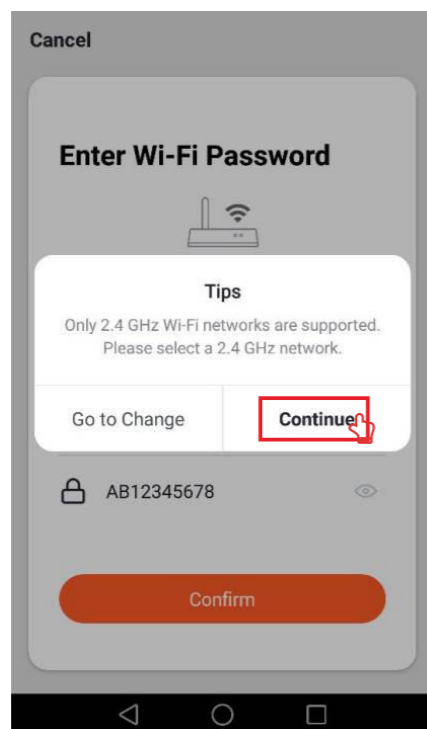 Cancel
Enter Wi-Fi Password
Tips
Only 2.4 GHz Wi-Fi networks are supported.
Please select a 2.4 GHz network.
Go to Change
Continue
AB12345678
Confirm